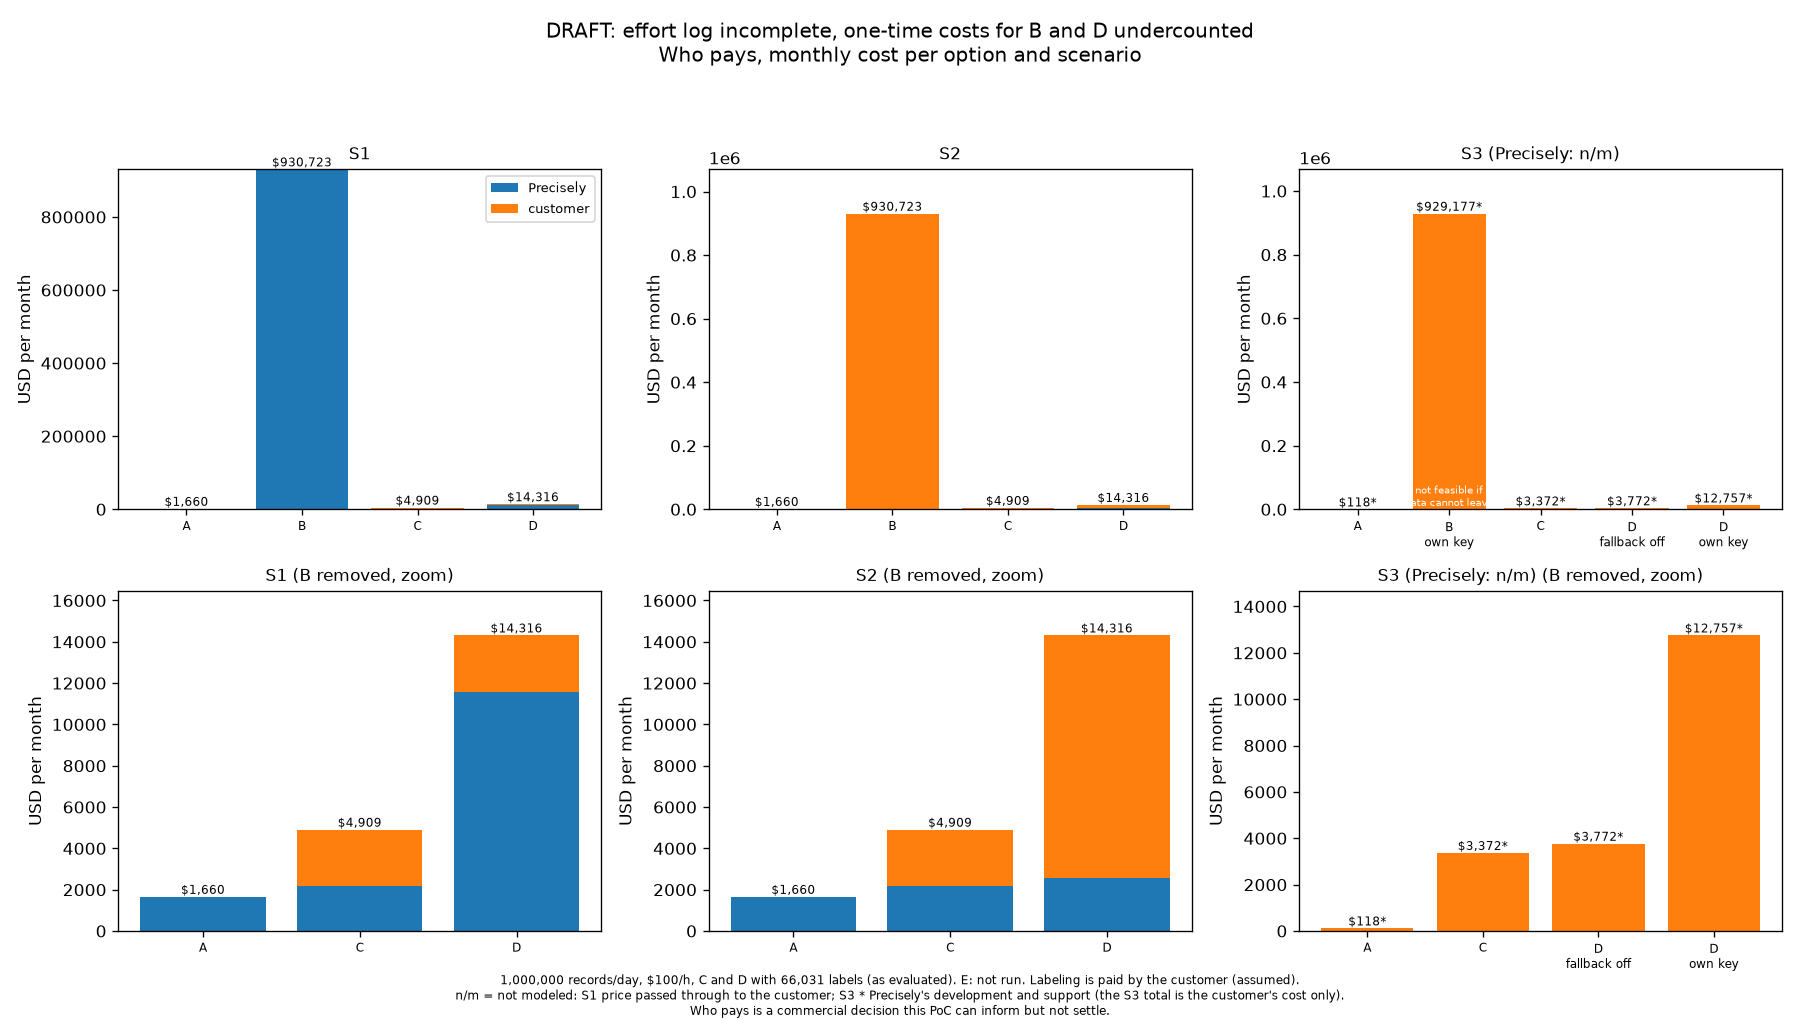 DRAFT: effort log incomplete, one-time costs for B and D undercounted
Who pays, monthly cost per option and scenario
S1
USD per month
800000
600000
400000
200000
0
$1,660
$930,723
$4,909
$14,316
A
B
C
D
Precisely
customer
S2
1e6
USD per month
1.0
0.8
0.6
0.4
0.2
0.0
$1,660
$930,723
$4,909
$14,316
A
B
C
D
S3 (Precisely: n/m)
1e6
USD per month
1.0
0.8
0.6
0.4
0.2
0.0
$118*
$929,177*
not feasible if
ata cannot leav
$3,372*
$3,772*
$12,757*
A
B
own key
C
D
fallback off
D
own key
S1 (B removed, zoom)
USD per month
16000
14000
12000
10000
8000
6000
4000
2000
0
$1,660
$4,909
$14,316
A
C
D
S2 (B removed, zoom)
USD per month
16000
14000
12000
10000
8000
6000
4000
2000
0
$1,660
$4,909
$14,316
A
C
D
S3 (Precisely: n/m) (B removed, zoom)
USD per month
14000
12000
10000
8000
6000
4000
2000
0
$118*
$3,372*
$3,772*
$12,757*
A
C
D
fallback off
D
own key
1,000,000 records/day, $100/h, C and D with 66,031 labels (as evaluated). E: not run. Labeling is paid by the customer (assumed).
n/m = not modeled: S1 price passed through to the customer; S3 * Precisely's development and support (the S3 total is the customer's cost only).
Who pays is a commercial decision this PoC can inform but not settle.